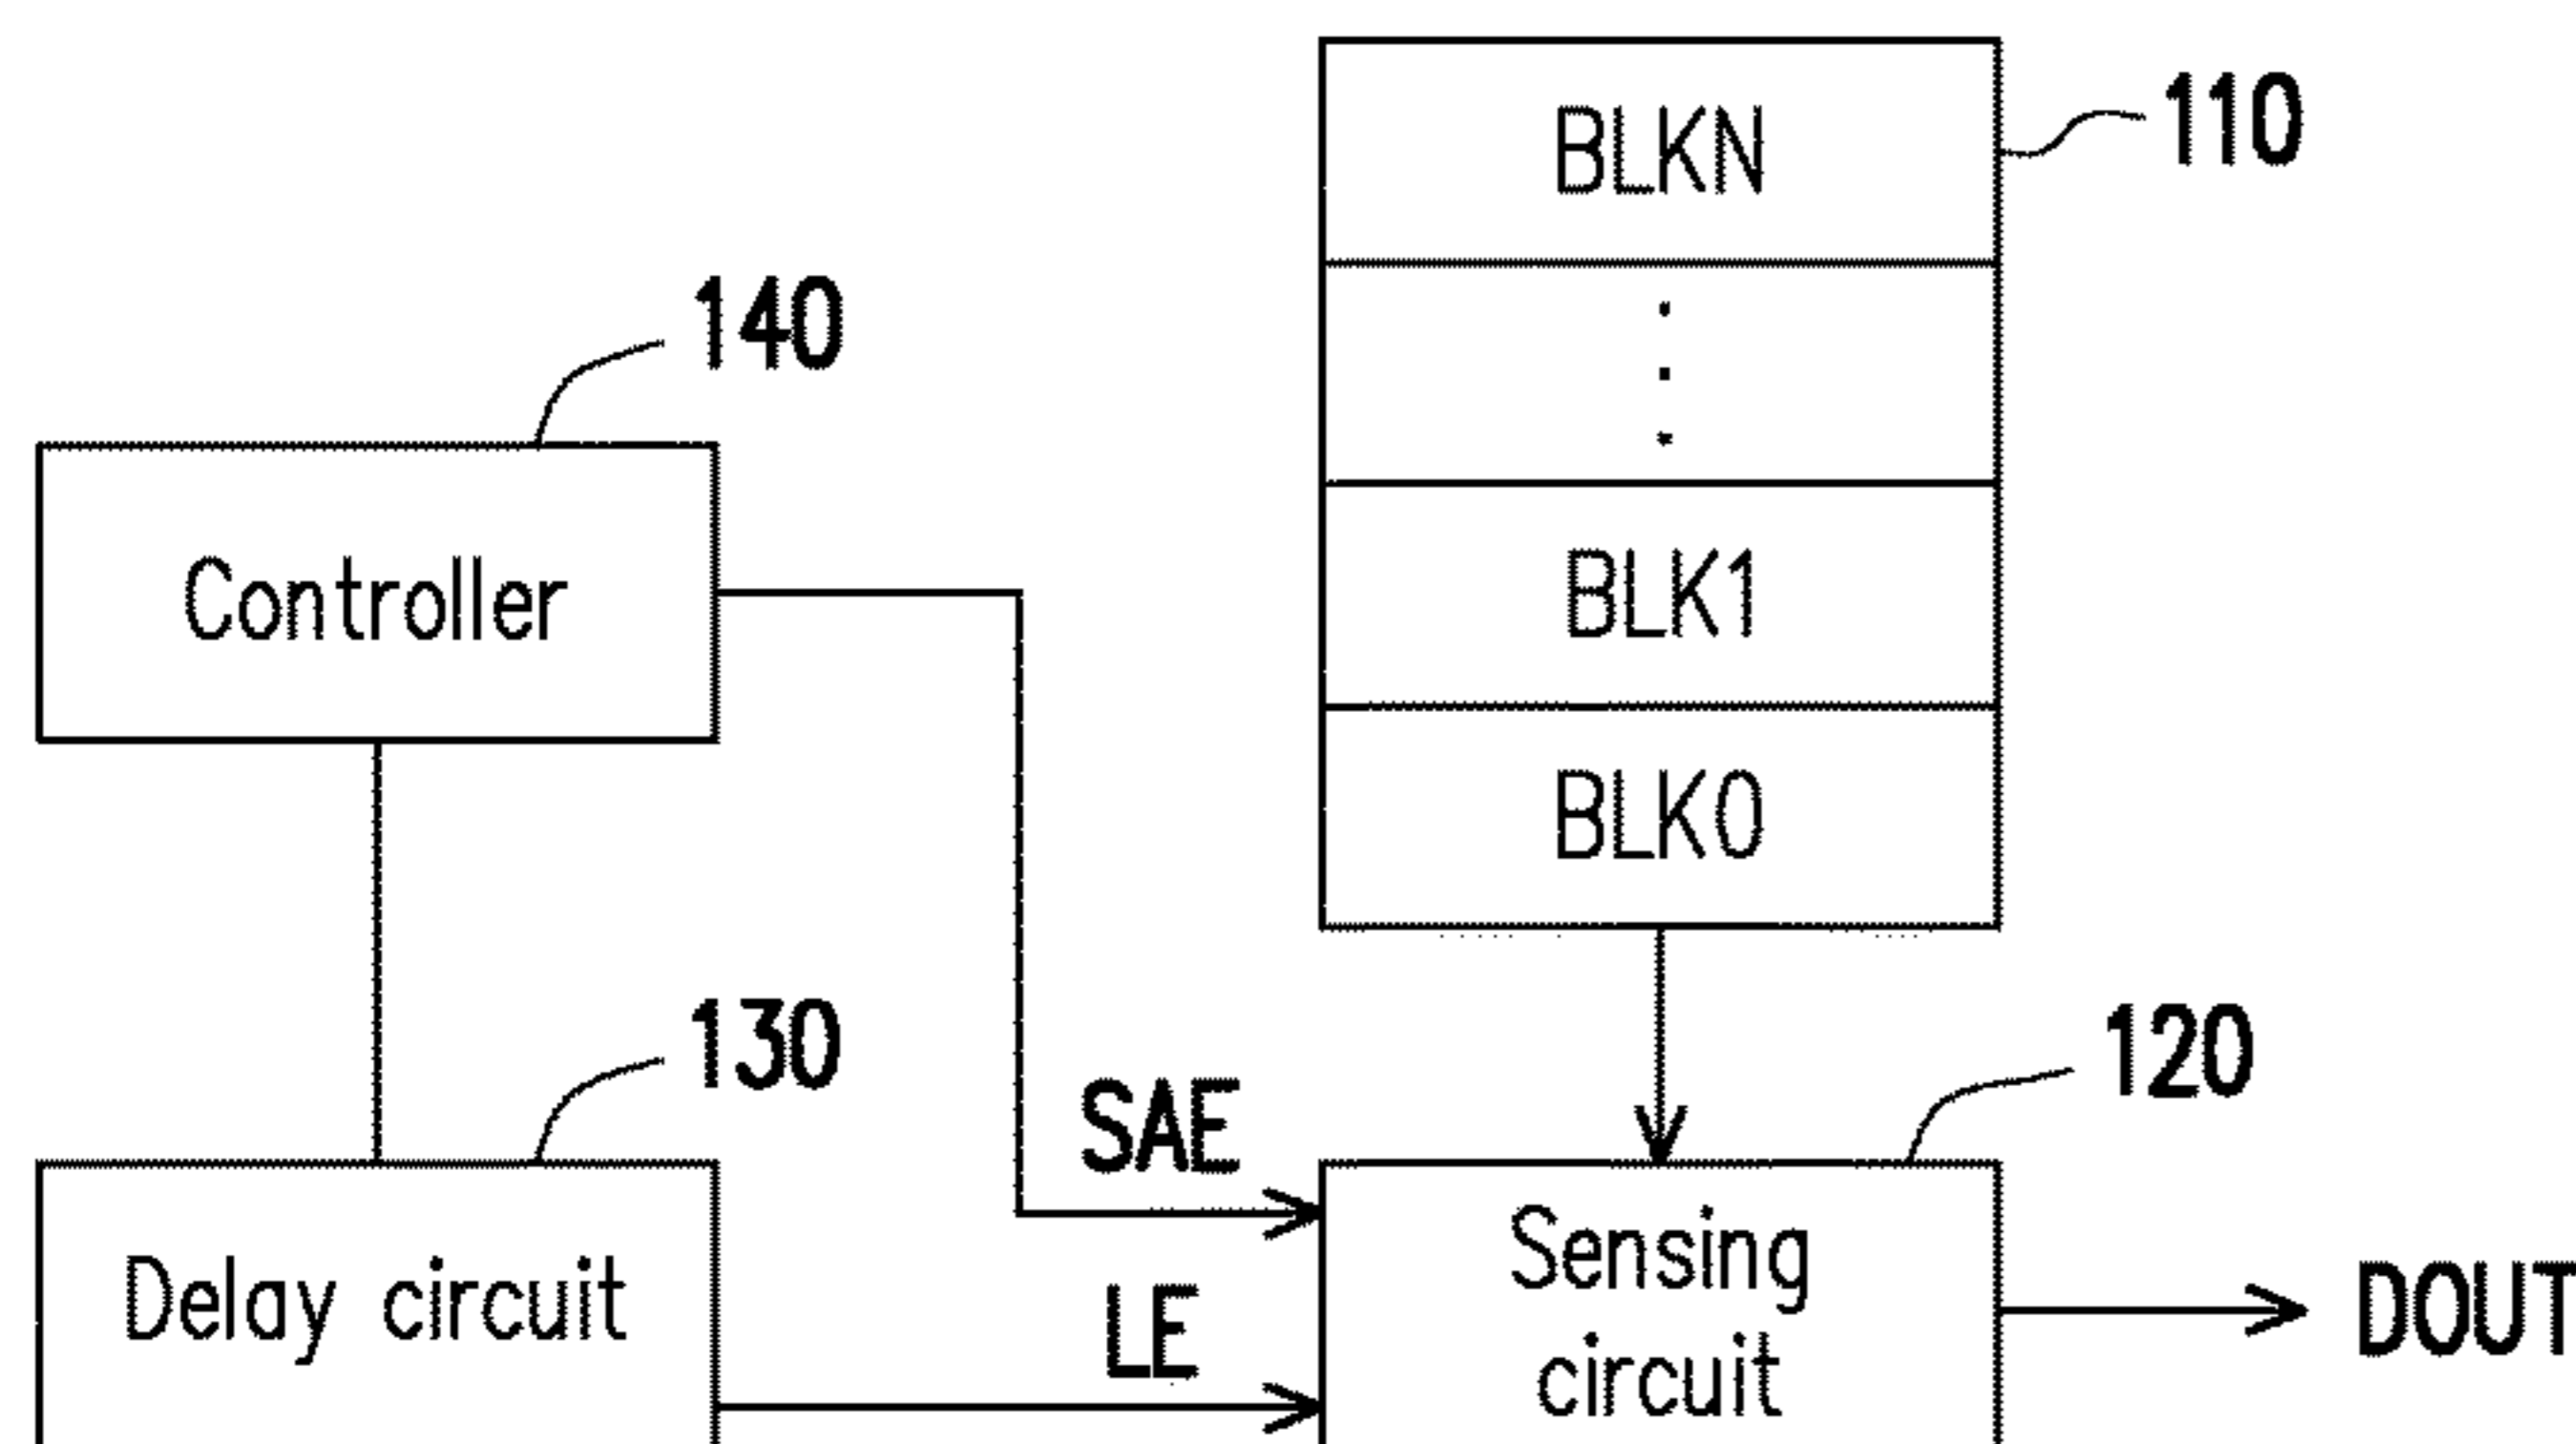 BLKN
110
140
Controller
BLK1
BLK0
130
120
SAE
Delay circuit
LE
Sensing
circuit
DOUT